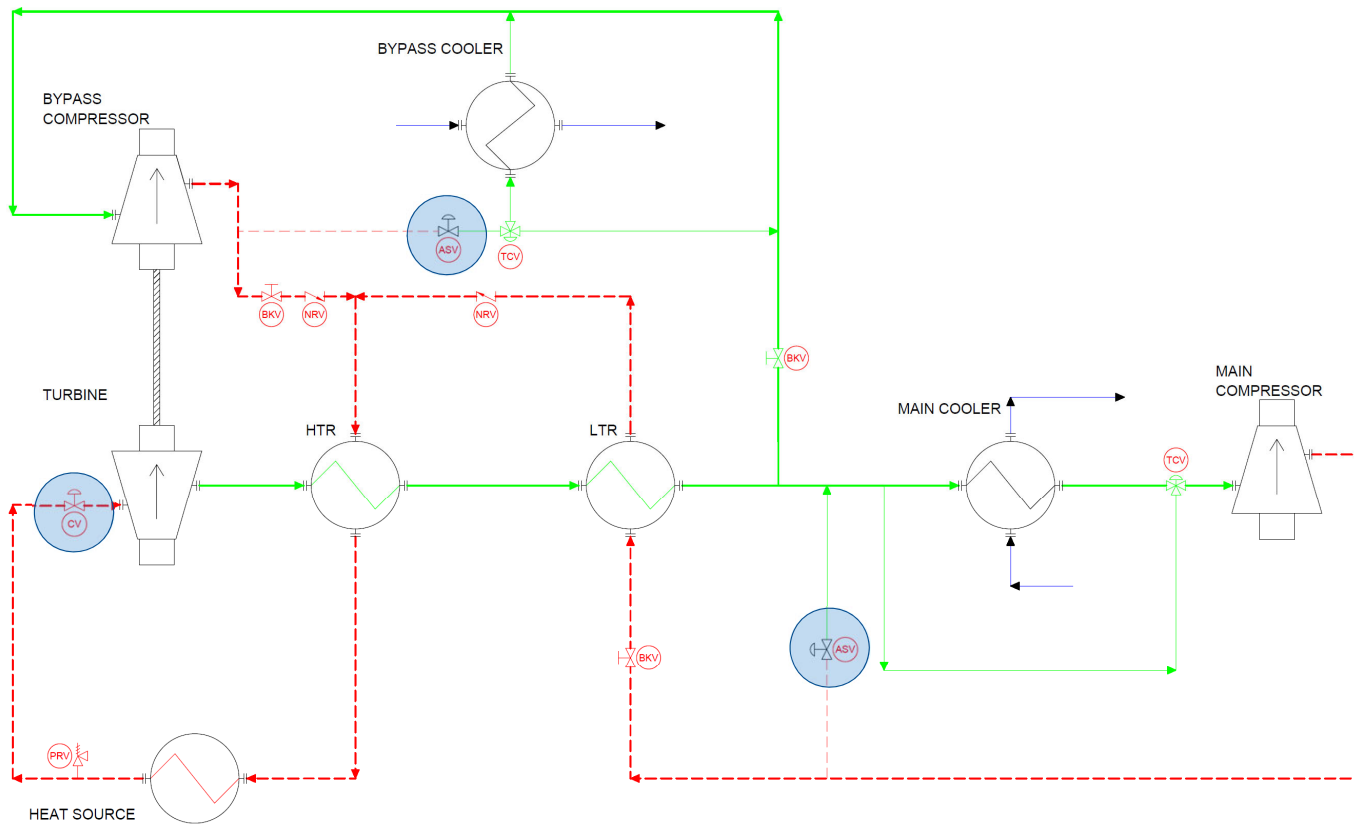 BYPASS COOLER
BYPASS
COMPRESSOR
ASV
TCV
BKV
NRV
NRV
BKV
TURBINE
HTR
LTR
MAIN COOLER
MAIN
COMPRESSOR
TCV
CV
ASV
BKV
PRV
HEAT SOURCE